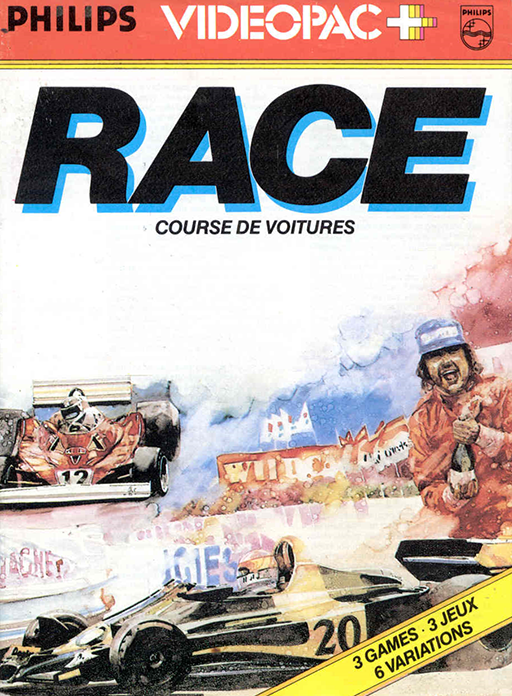 PHILIPS VIDEOPAC+ PHILIPS
RACE
COURSE DE VOITURES
12
20
3 GAMES · 3 JEUX
6 VARIATIONS